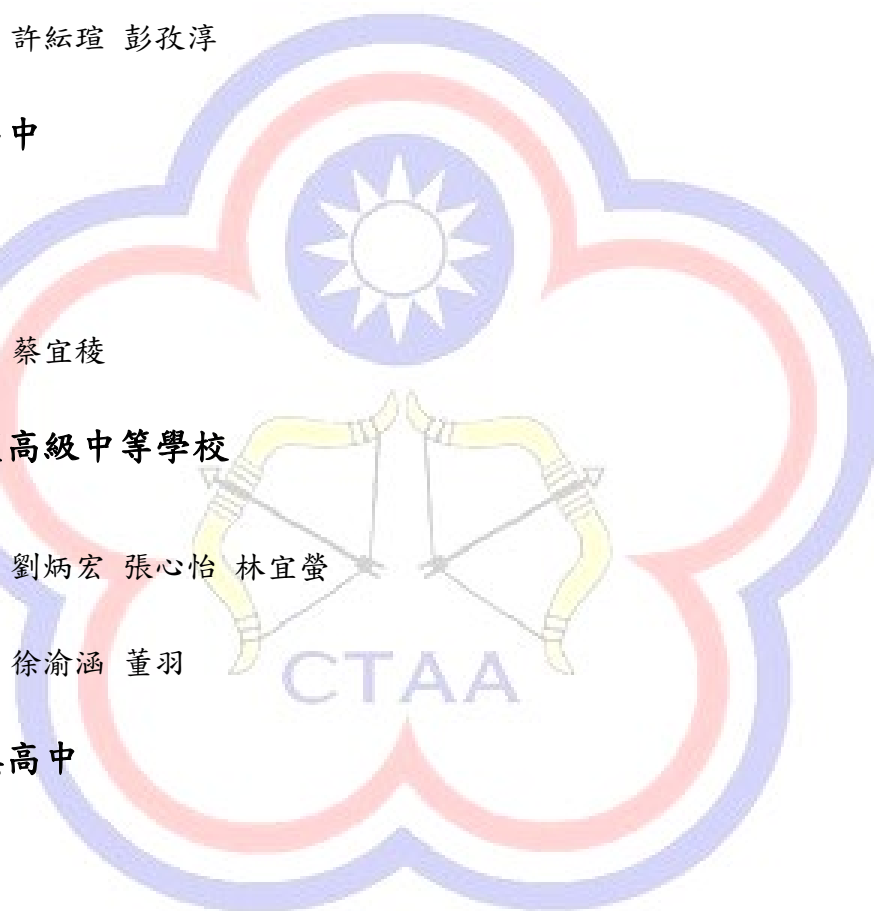 許紜瑄 彭孜淳
中
蔡宜稜
高級中等學校
劉炳宏 張心怡 林宜螢
徐渝涵 董羽
高中
CTAA